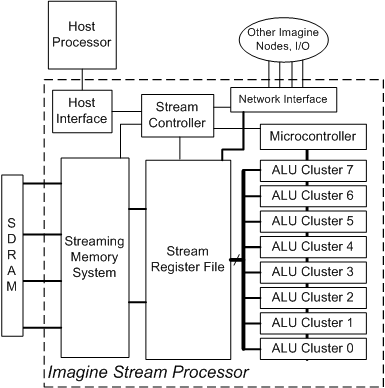 Host
Processor
Other Imagine
Nodes, I/O
Host
Interface
Stream
Controller
Network Interface
Microcontroller
SDRAM
Streaming
Memory
System
Stream
Register File
ALU Cluster 7
ALU Cluster 6
ALU Cluster 5
ALU Cluster 4
ALU Cluster 3
ALU Cluster 2
ALU Cluster 1
ALU Cluster 0
Imagine Stream Processor